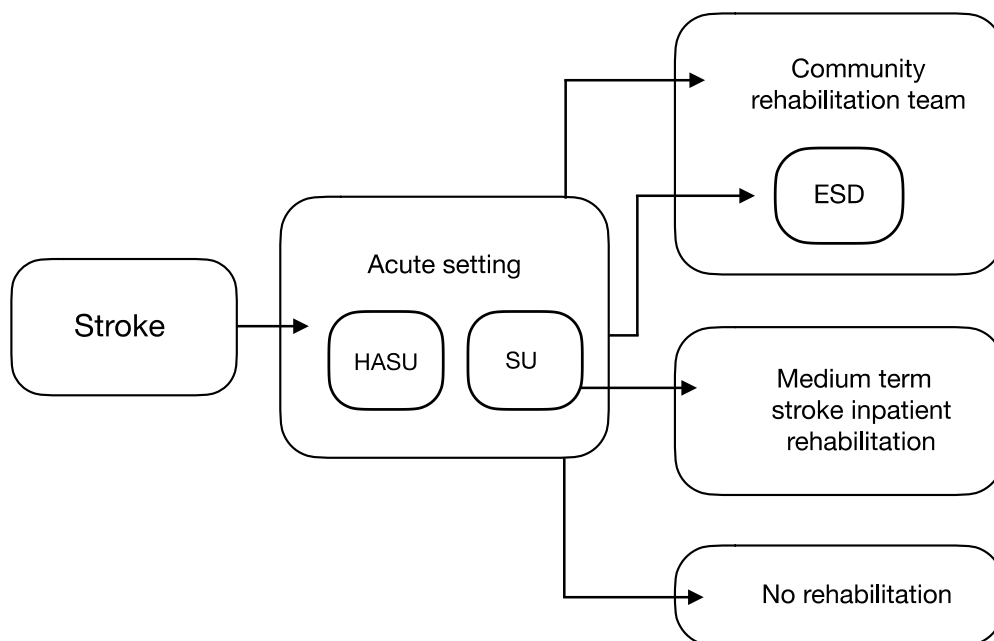 Stroke
Acute setting
HASU
SU
Community
rehabilitation team
ESD
Medium term
stroke inpatient
rehabilitation
No rehabilitation